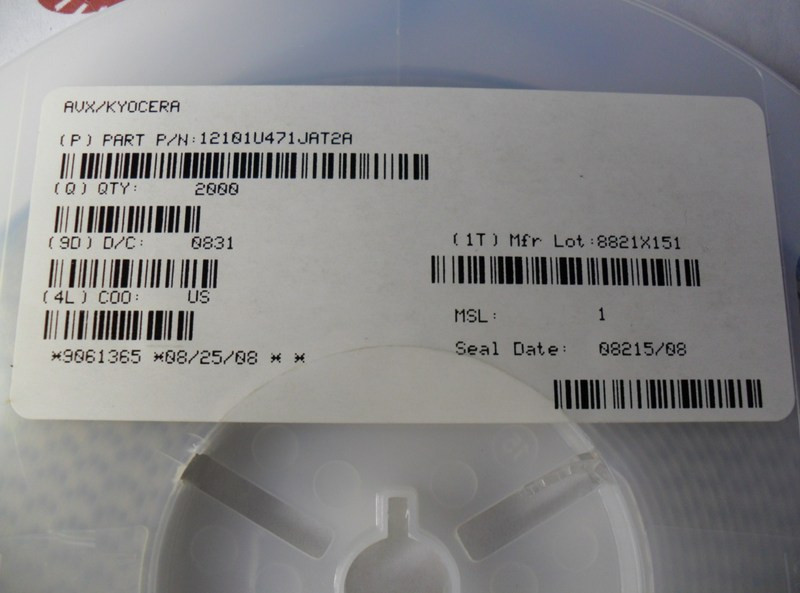 AVX/KYOCERA
(P) PART P/N:12101U471JAT2A
(Q) QTY: 2000
(9D) D/C: 0831
(4L) COO: US
*9061365 *08/25/08 * *
(1T) Mfr Lot:8821X151
MSL: 1
Seal Date: 08215/08